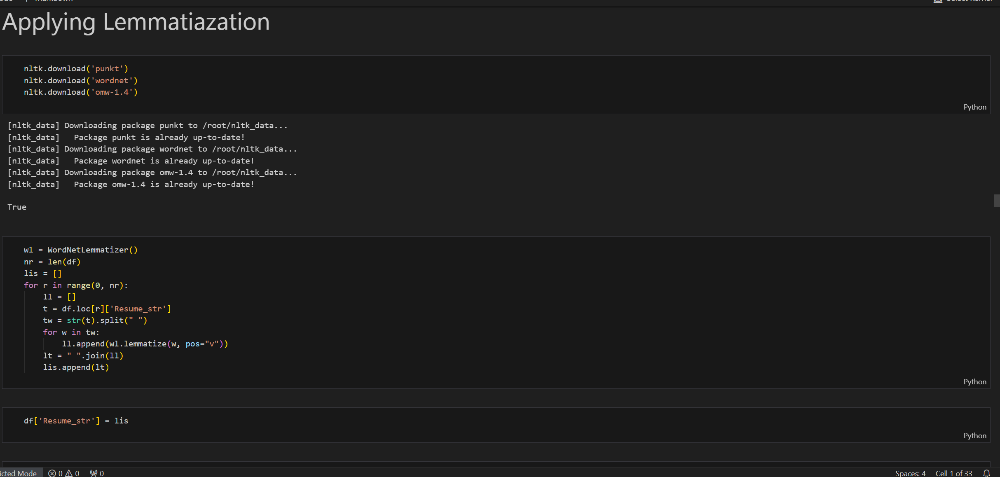 Applying Lemmatiazation
nltk.download('punkt')
nltk.download('wordnet')
nltk.download('omw-1.4')
Python
[nltk_data] Downloading package punkt to /root/nltk_data...
[nltk_data]   Package punkt is already up-to-date!
[nltk_data] Downloading package wordnet to /root/nltk_data...
[nltk_data]   Package wordnet is already up-to-date!
[nltk_data] Downloading package omw-1.4 to /root/nltk_data...
[nltk_data]   Package omw-1.4 is already up-to-date!
True
wl = WordNetLemmatizer()
nr = len(df)
lis = []
for r in range(0, nr):
    ll = []
    t = df.loc[r]['Resume_str']
    tw = str(t).split(" ")
    for w in tw:
        ll.append(wl.lemmatize(w, pos="v"))
    lt = " ".join(ll)
    lis.append(lt)
Python
df['Resume_str'] = lis
Python
icted Mode 0 0 0 Spaces: 4 Cell 1 of 33